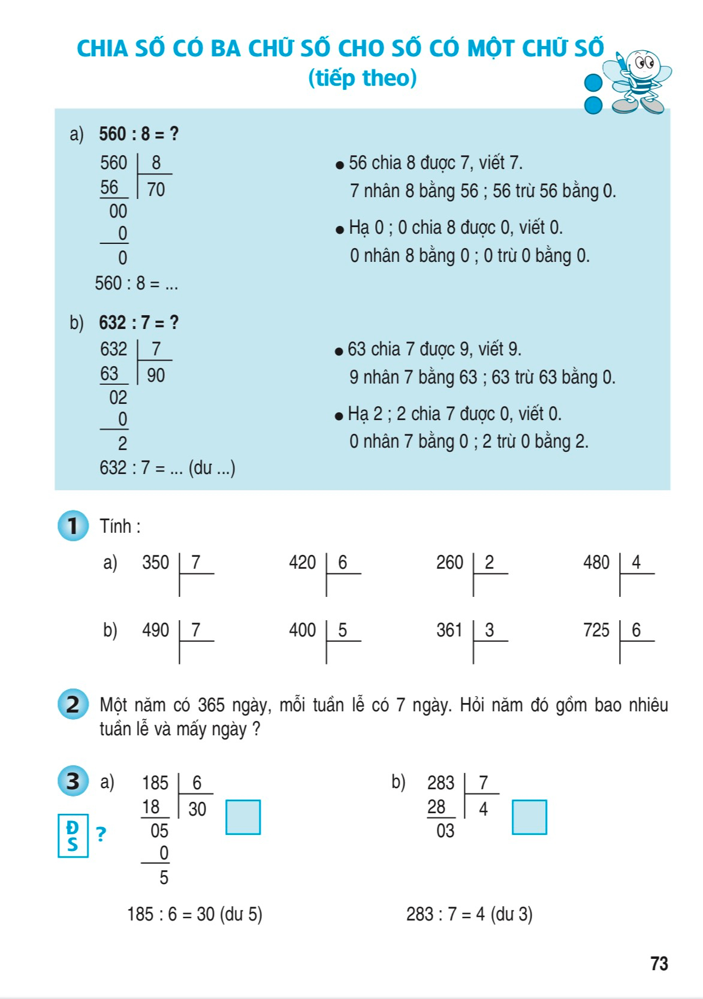 CHIA SỐ CÓ BA CHỮ SỐ CHO SỐ CÓ MỘT CHỮ SỐ
(tiếp theo)
a) 560 : 8 = ?
560 8
56 70
00
0
0
560 : 8 = ...
● 56 chia 8 được 7, viết 7.
7 nhân 8 bằng 56 ; 56 trừ 56 bằng 0.
● Hạ 0 ; 0 chia 8 được 0, viết 0.
0 nhân 8 bằng 0 ; 0 trừ 0 bằng 0.
b) 632 : 7 = ?
632 7
63 90
02
0
2
632 : 7 = ... (dư ...)
● 63 chia 7 được 9, viết 9.
9 nhân 7 bằng 63 ; 63 trừ 63 bằng 0.
● Hạ 2 ; 2 chia 7 được 0, viết 0.
0 nhân 7 bằng 0 ; 2 trừ 0 bằng 2.
1 Tính :
a) 350 7 420 6 260 2 480 4
b) 490 7 400 5 361 3 725 6
2 Một năm có 365 ngày, mỗi tuần lễ có 7 ngày. Hỏi năm đó gồm bao nhiêu
tuần lễ và mấy ngày ?
3 a) 185 6
18 30
05
0
5
185 : 6 = 30 (dư 5)
Đ
S ?
b) 283 7
28 4
03
283 : 7 = 4 (dư 3)
73